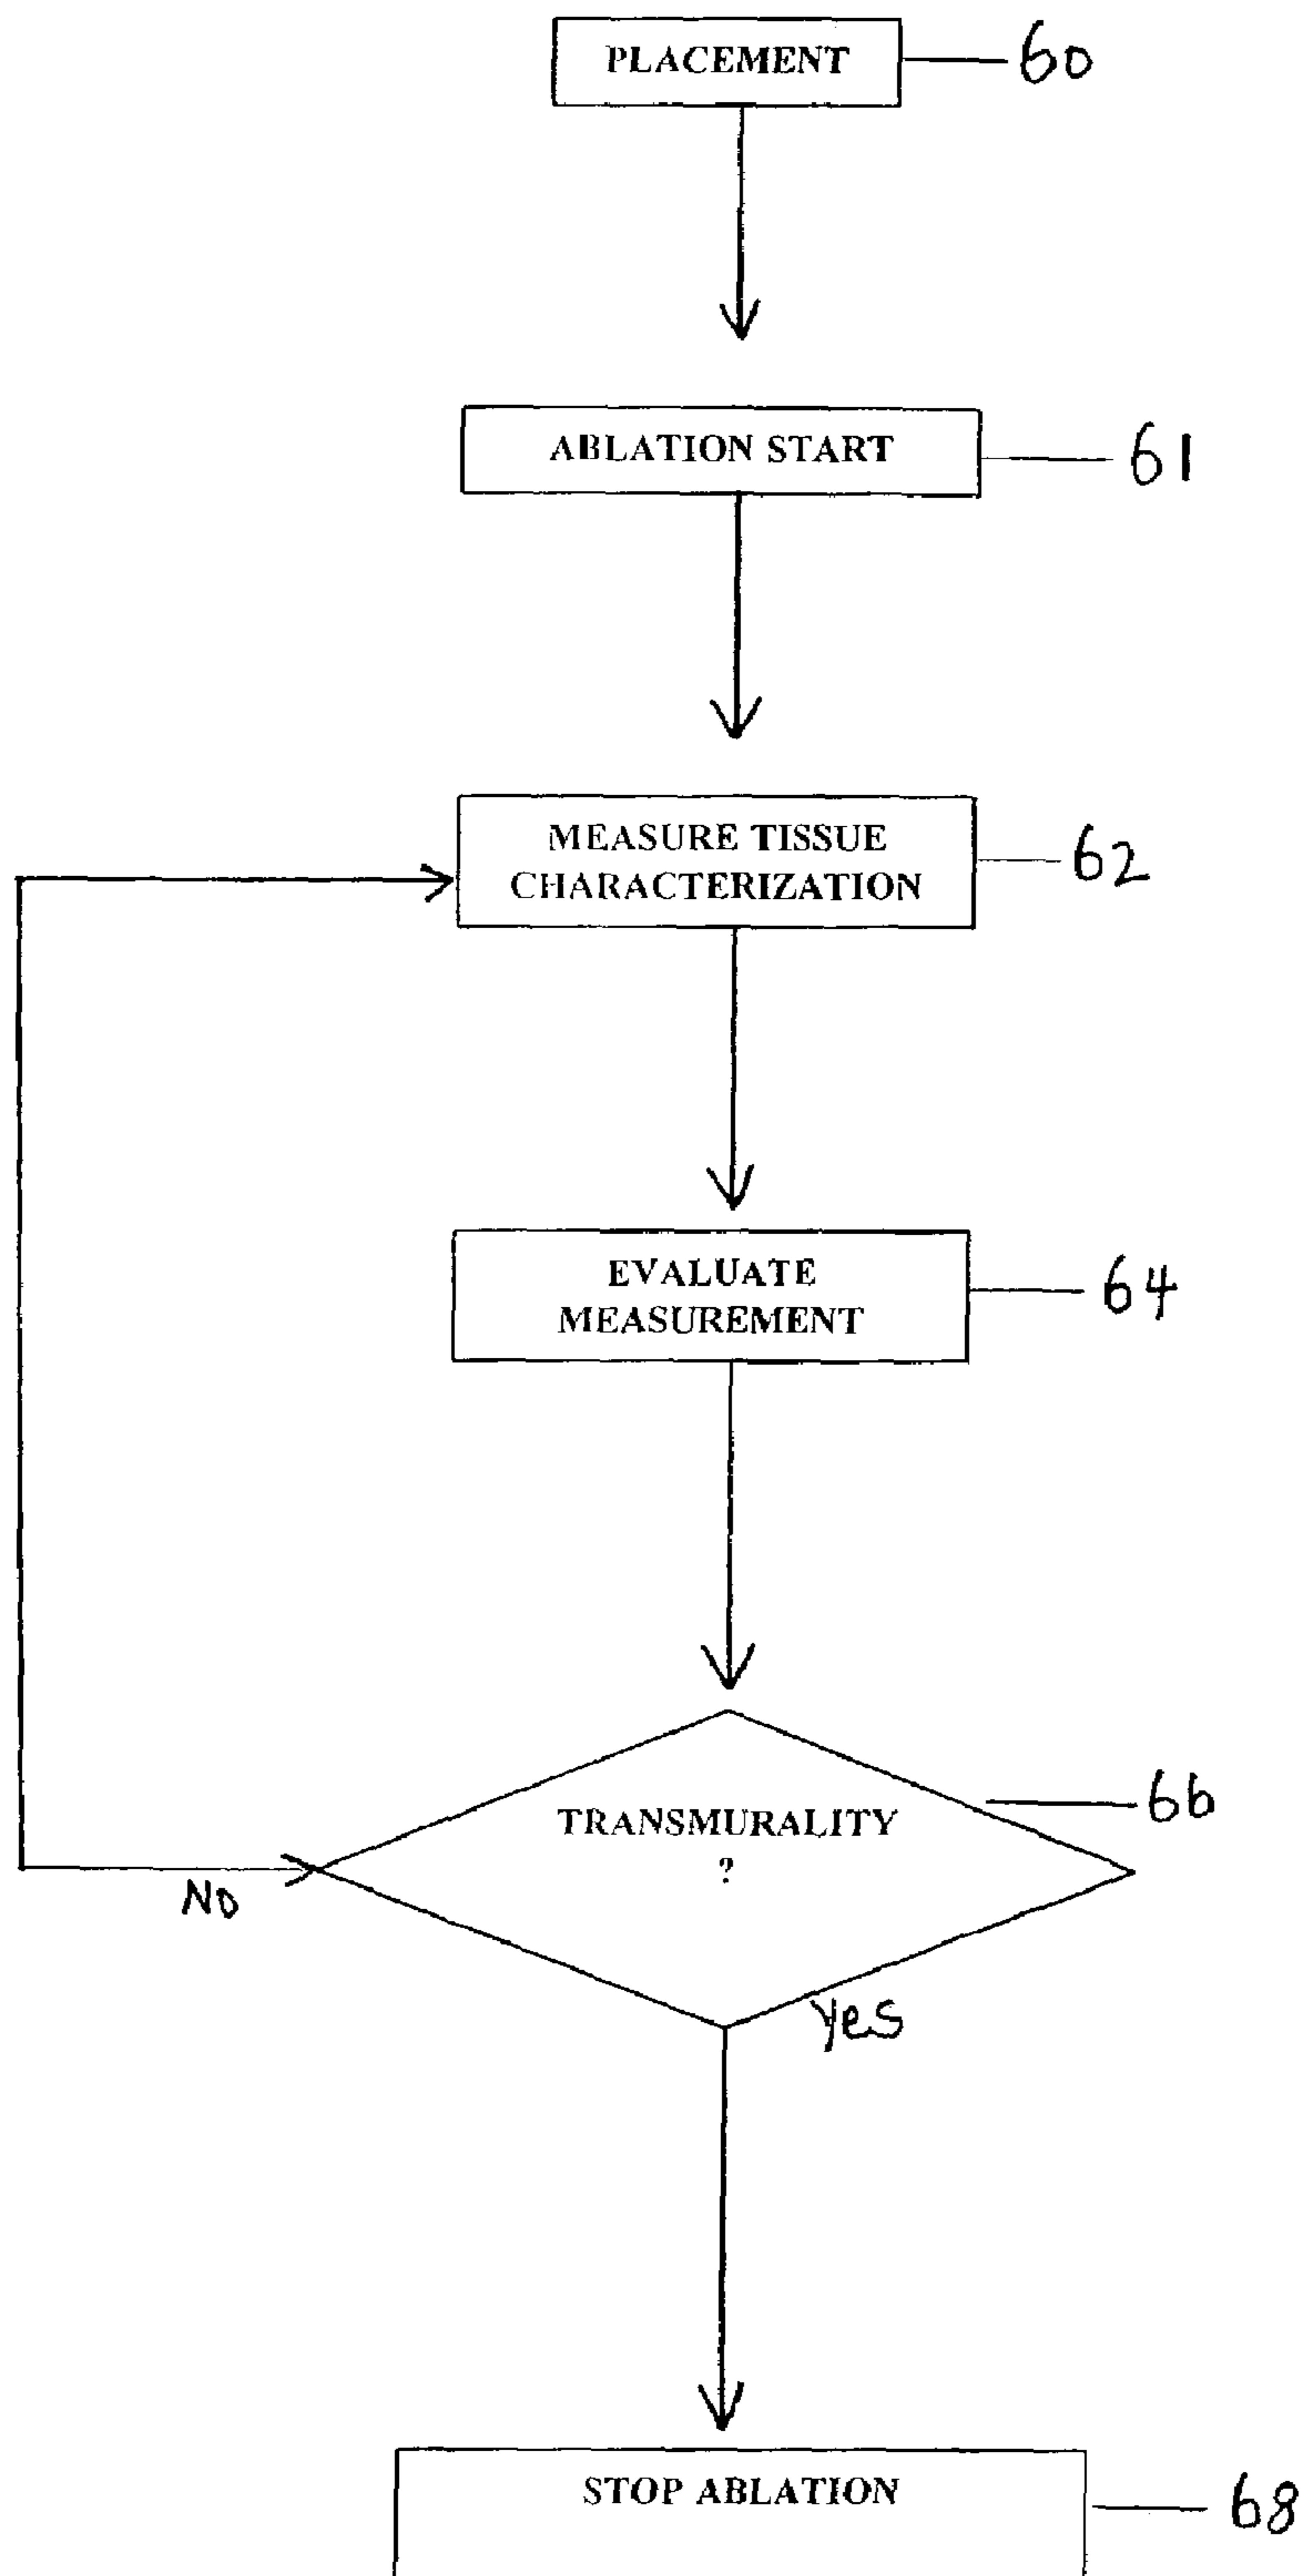 PLACEMENT
60
ABLATION START
61
MEASURE TISSUE
CHARACTERIZATION
62
EVALUATE
MEASUREMENT
64
TRANSMURALITY
?
66
NO
Yes
STOP ABLATION
68